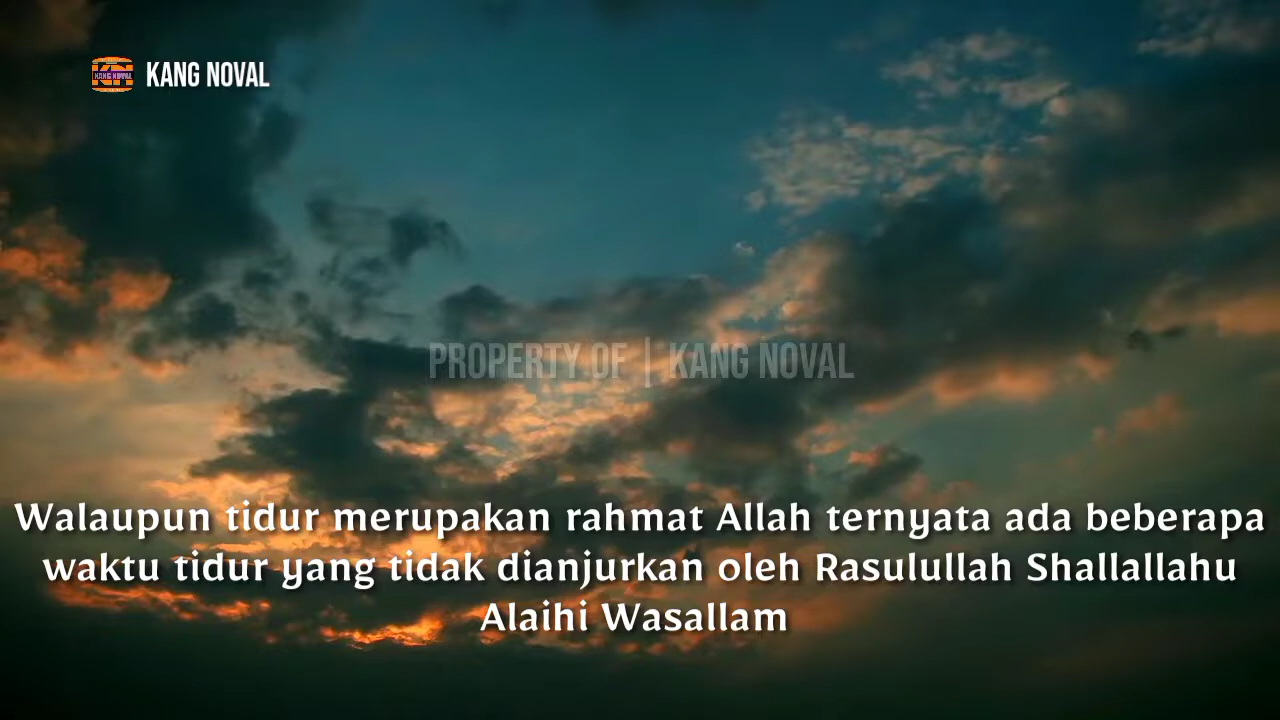 KANG NOVAL
PROPERTY OF | KANG NOVAL
Walaupun tidur merupakan rahmat Allah ternyata ada beberapa
waktu tidur yang tidak dianjurkan oleh Rasulullah Shallallahu
Alaihi Wasallam